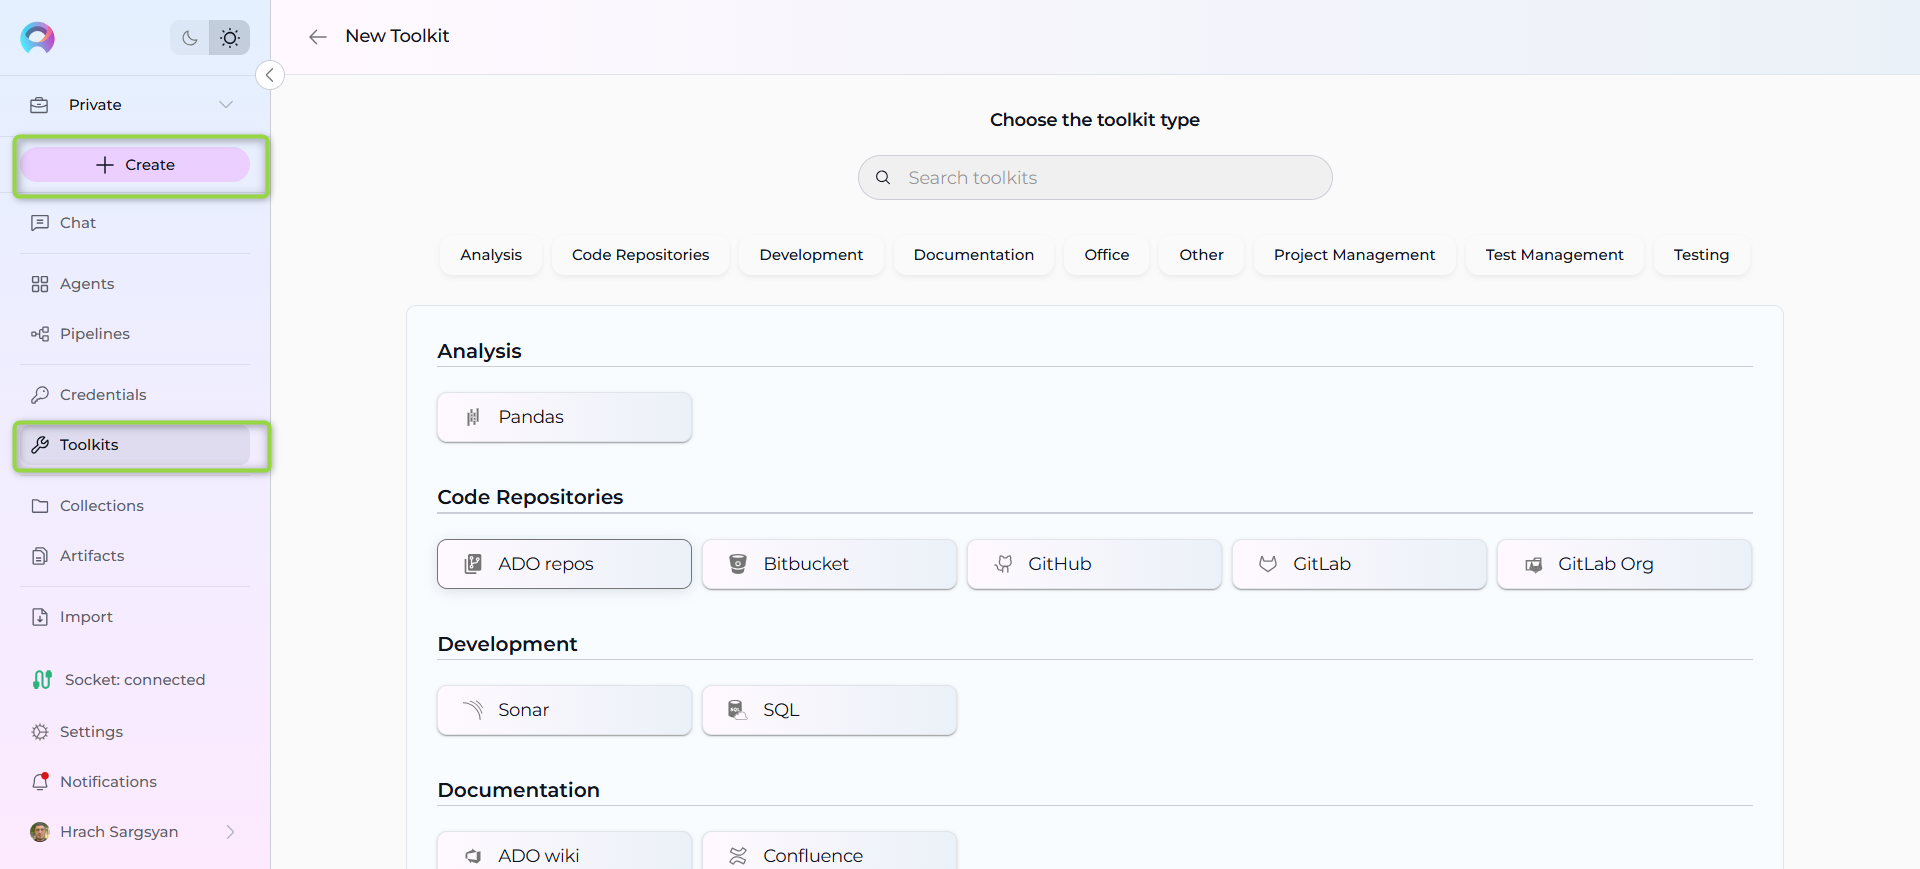 Private
Create
Chat
Agents
Pipelines
Credentials
Toolkits
Collections
Artifacts
Import
Socket: connected
Settings
Notifications
Hrach Sargsyan
New Toolkit
Choose the toolkit type
Search toolkits
Analysis Code Repositories Development Documentation Office Other Project Management Test Management Testing
Analysis
Pandas
Code Repositories
ADO repos Bitbucket GitHub GitLab GitLab Org
Development
Sonar SQL
Documentation
ADO wiki Confluence